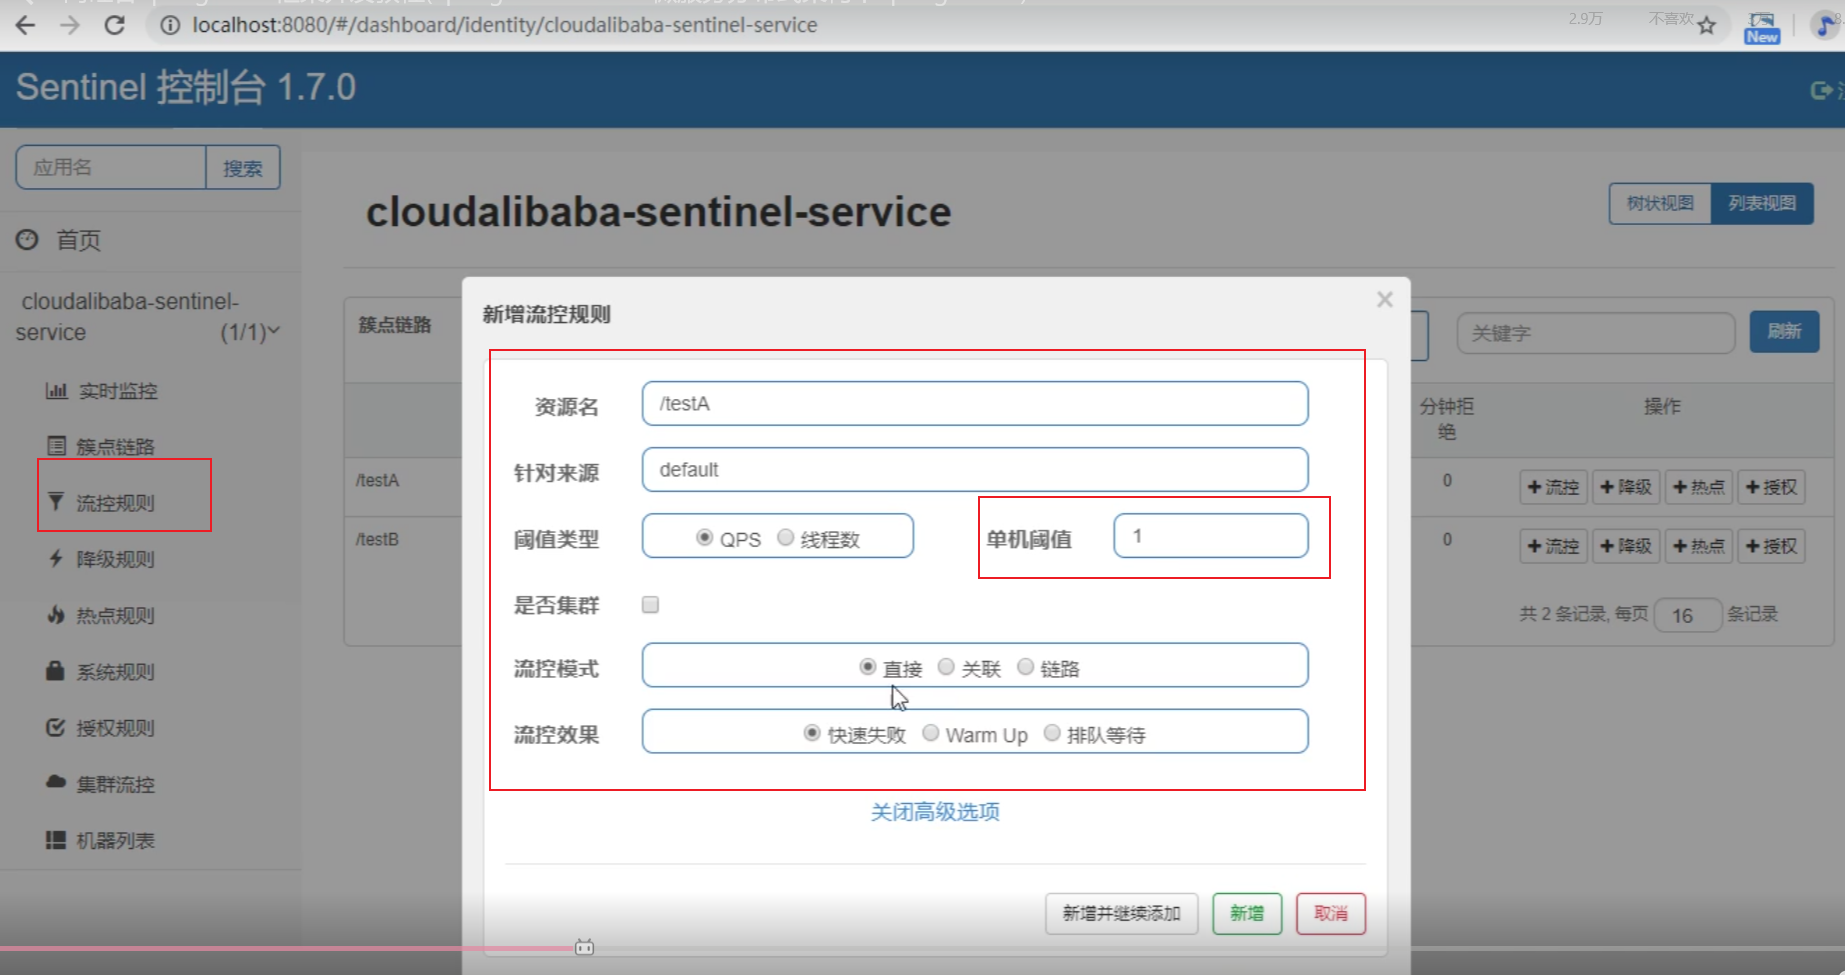 localhost:8080/#/dashboard/identity/cloudalibaba-sentinel-service
2.9万
不喜欢
New
Sentinel 控制台 1.7.0
应用名
搜索
首页
cloudalibaba-sentinel-
service
(1/1)
实时监控
簇点链路
流控规则
降级规则
热点规则
系统规则
授权规则
集群流控
机器列表
cloudalibaba-sentinel-service
树状视图
列表视图
簇点链路
关键字
刷新
分钟拒
绝
操作
/testA
0
+流控
+降级
+热点
+授权
/testB
0
+流控
+降级
+热点
+授权
共 2 条记录, 每页 16 条记录
新增流控规则
×
资源名
/testA
针对来源
default
阈值类型
QPS 线程数
单机阈值
1
是否集群
流控模式
直接 关联 链路
流控效果
快速失败 Warm Up 排队等待
关闭高级选项
新增并继续添加
新增
取消